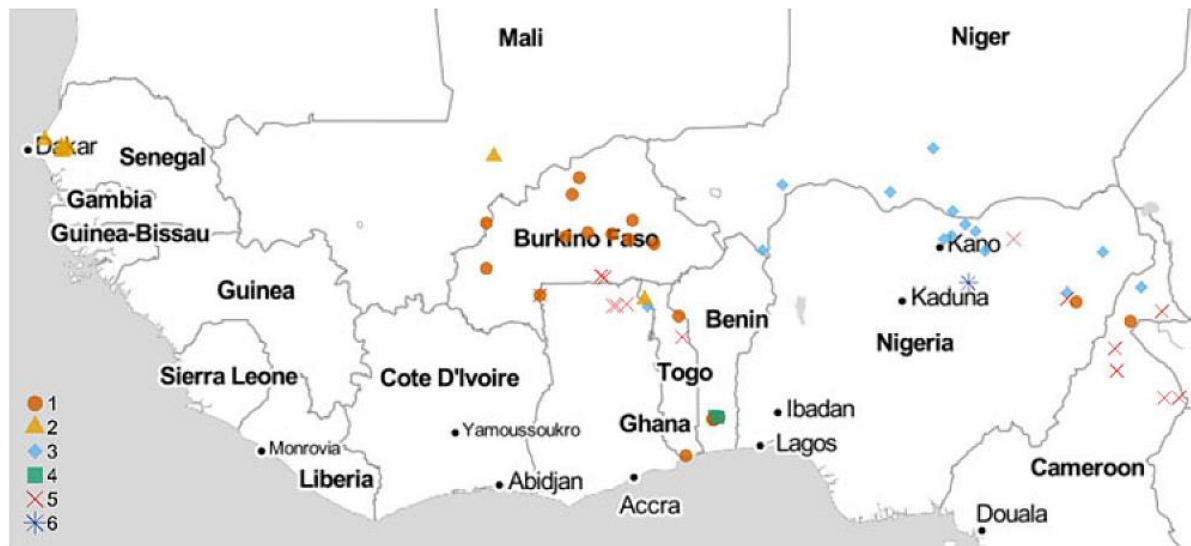 Mali
Niger
Dakar
Senegal
Gambia
Guinea-Bissau
Burkino Faso
Kano
Guinea
Kaduna
Benin
Nigeria
Sierra Leone
Cote D'Ivoire
Togo
1
2
3
4
5
6
Ghana
Ibadan
Yamoussoukro
Monrovia
Lagos
Liberia
Abidjan
Cameroon
Accra
Douala